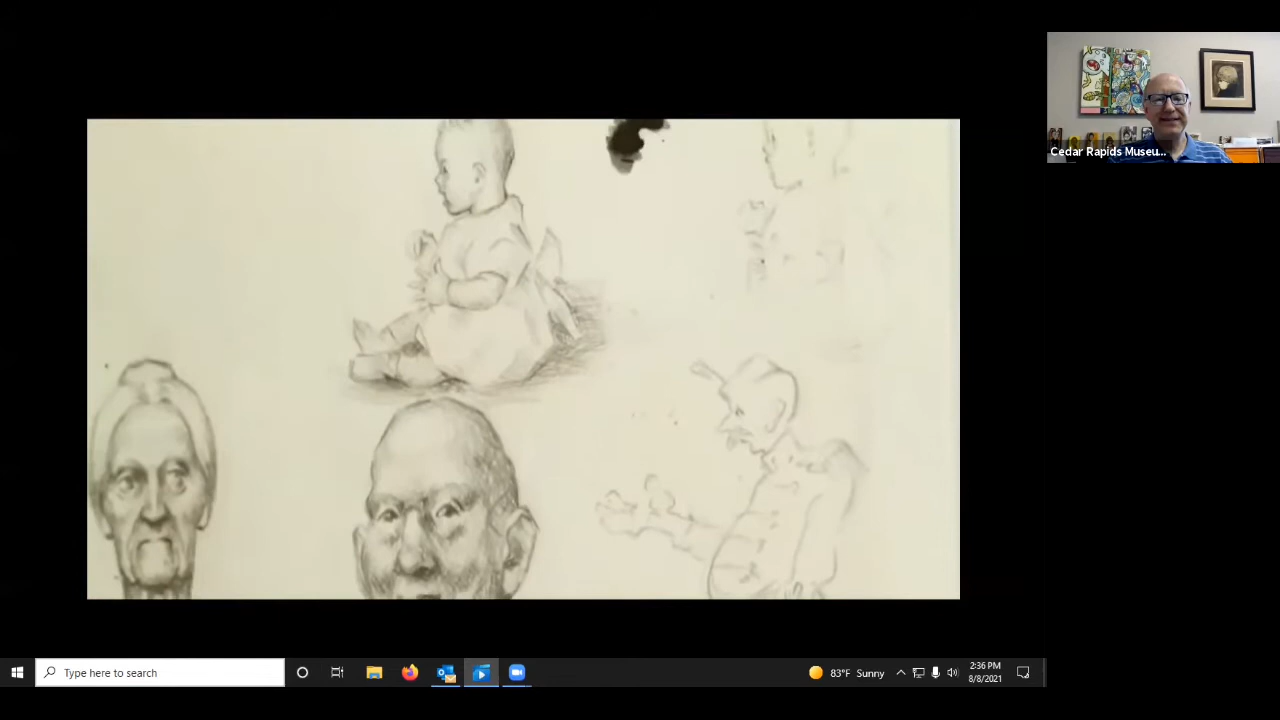 Cedar Rapids Museu...
Type here to search
83°F Sunny
2:36 PM
8/8/2021